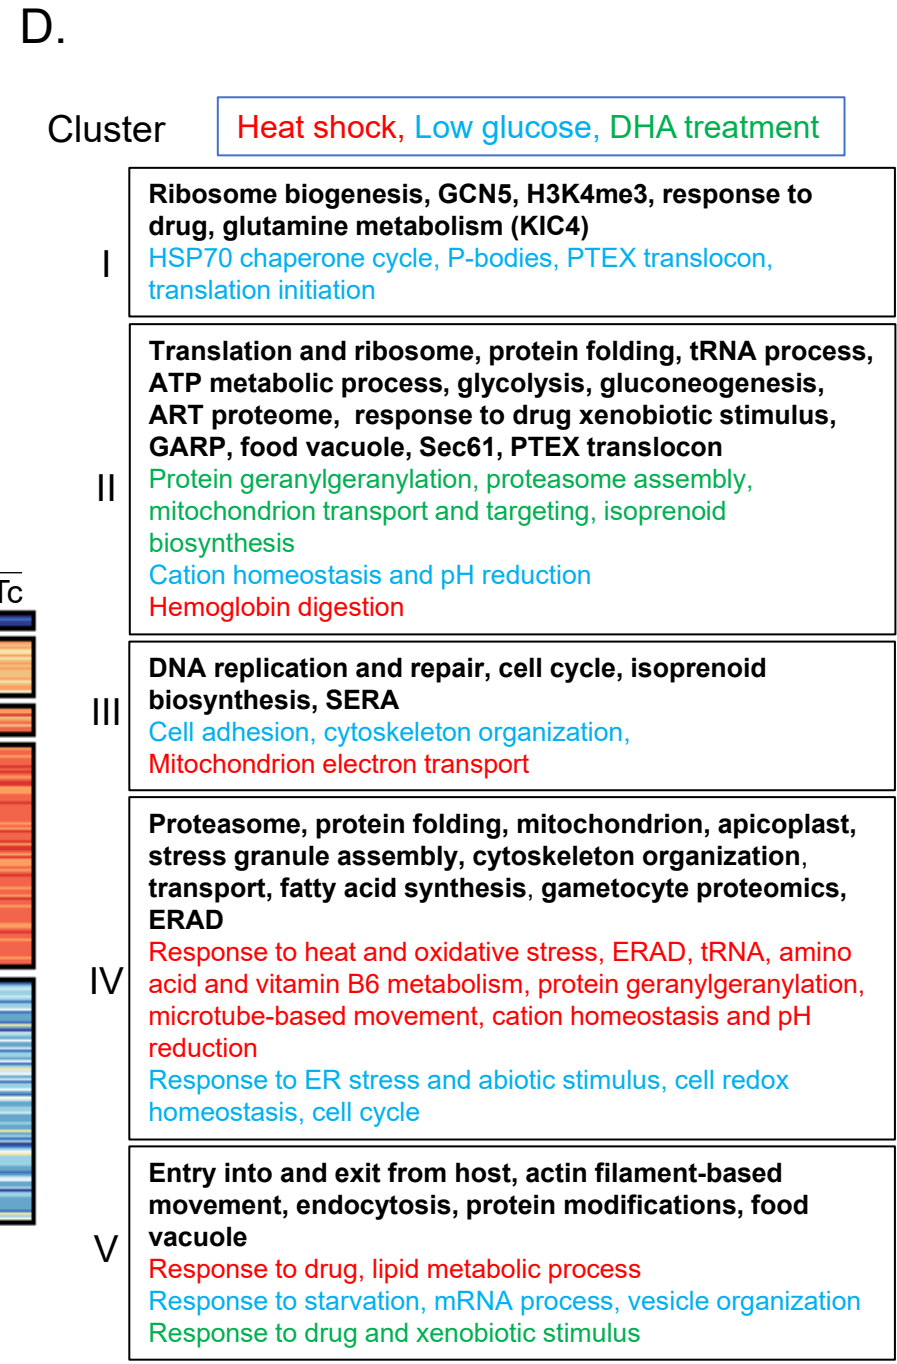 D.
Cluster
Heat shock, Low glucose, DHA treatment
I
Ribosome biogenesis, GCN5, H3K4me3, response to
drug, glutamine metabolism (KIC4)
HSP70 chaperone cycle, P-bodies, PTEX translocon,
translation initiation
II
Translation and ribosome, protein folding, tRNA process,
ATP metabolic process, glycolysis, gluconeogenesis,
ART proteome, response to drug xenobiotic stimulus,
GARP, food vacuole, Sec61, PTEX translocon
Protein geranylgeranylation, proteasome assembly,
mitochondrion transport and targeting, isoprenoid
biosynthesis
Cation homeostasis and pH reduction
Hemoglobin digestion
Tc
III
DNA replication and repair, cell cycle, isoprenoid
biosynthesis, SERA
Cell adhesion, cytoskeleton organization,
Mitochondrion electron transport
IV
Proteasome, protein folding, mitochondrion, apicoplast,
stress granule assembly, cytoskeleton organization,
transport, fatty acid synthesis, gametocyte proteomics,
ERAD
Response to heat and oxidative stress, ERAD, tRNA, amino
acid and vitamin B6 metabolism, protein geranylgeranylation,
microtube-based movement, cation homeostasis and pH
reduction
Response to ER stress and abiotic stimulus, cell redox
homeostasis, cell cycle
V
Entry into and exit from host, actin filament-based
movement, endocytosis, protein modifications, food
vacuole
Response to drug, lipid metabolic process
Response to starvation, mRNA process, vesicle organization
Response to drug and xenobiotic stimulus